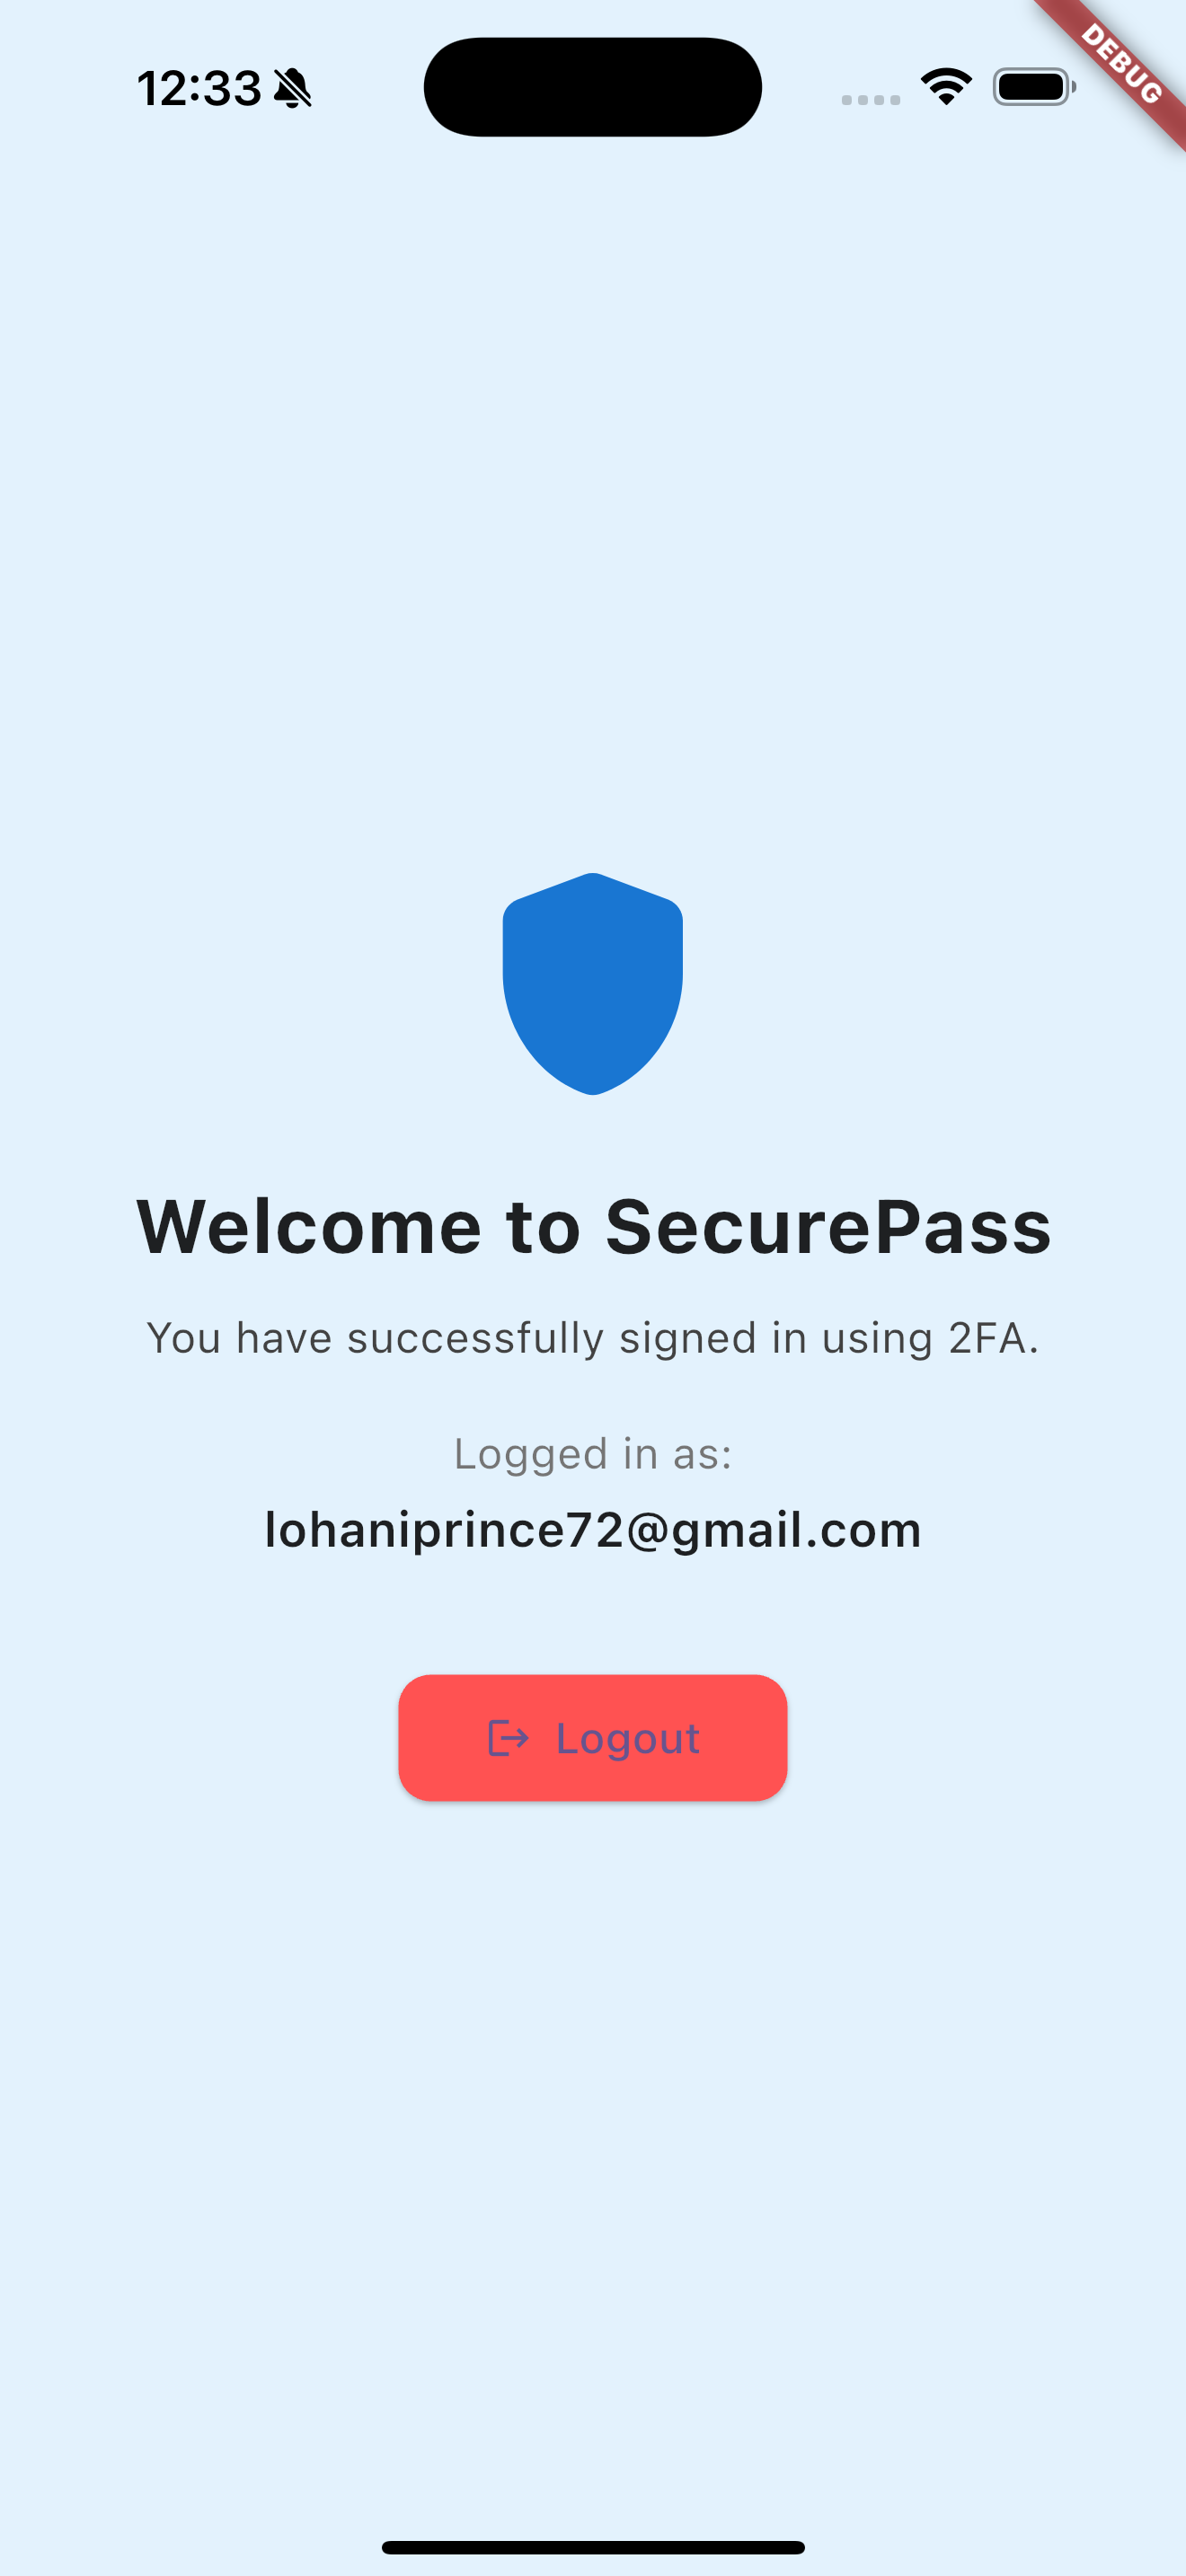 12:33
DEBUG
Welcome to SecurePass
You have successfully signed in using 2FA.
Logged in as:
lohaniprince72@gmail.com
Logout